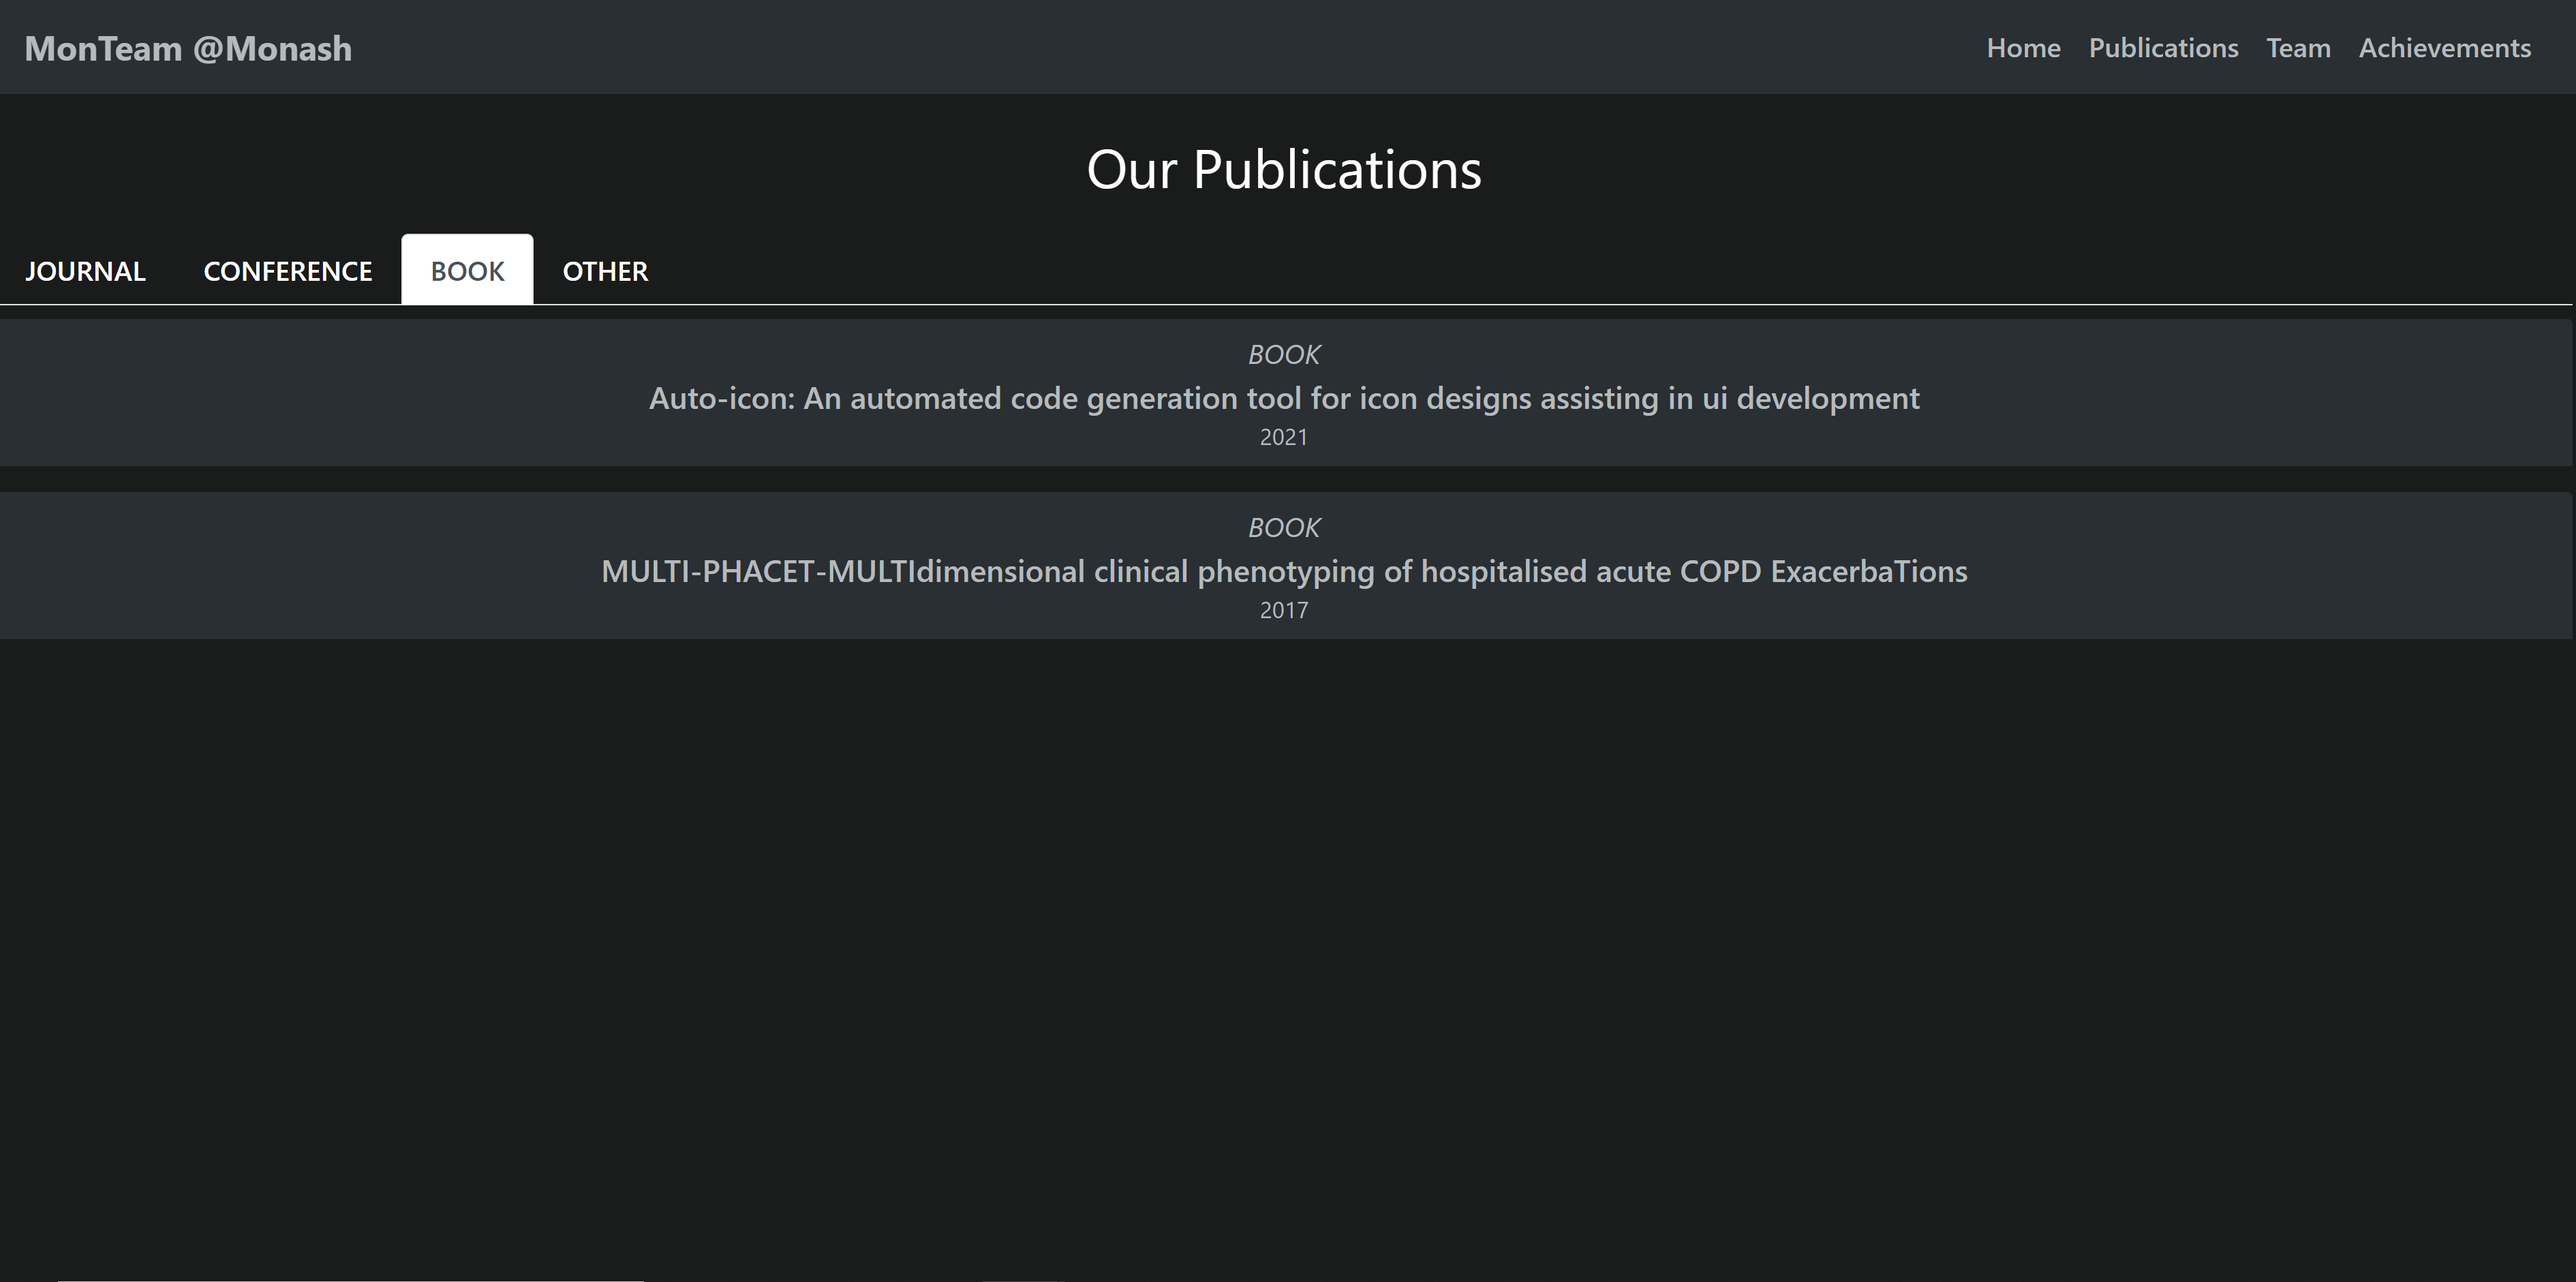 MonTeam @Monash
Home Publications Team Achievements
Our Publications
JOURNAL CONFERENCE BOOK OTHER
BOOK
Auto-icon: An automated code generation tool for icon designs assisting in ui development
2021
BOOK
MULTI-PHACET-MULTIdimensional clinical phenotyping of hospitalised acute COPD ExacerbaTions
2017